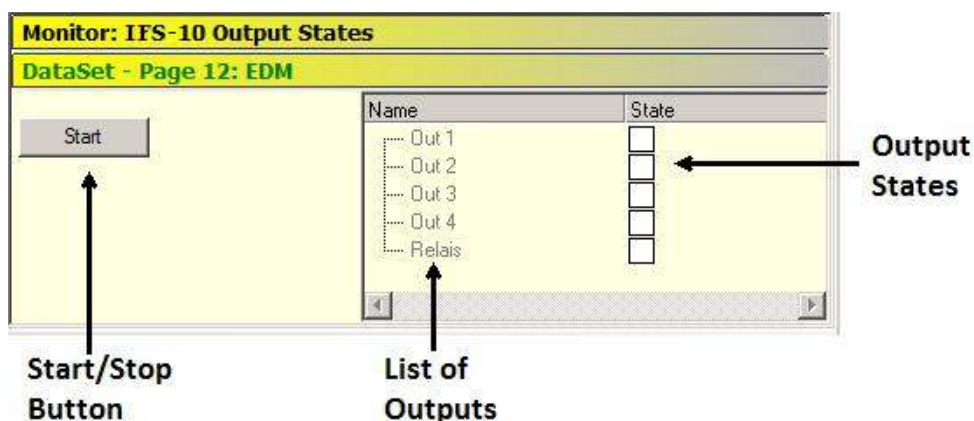 Monitor: IFS-10 Output States
DataSet - Page 12: EDM
Start
Name State
Out 1
Out 2
Out 3
Out 4
Relais
Output
States
Start/Stop
Button
List of
Outputs